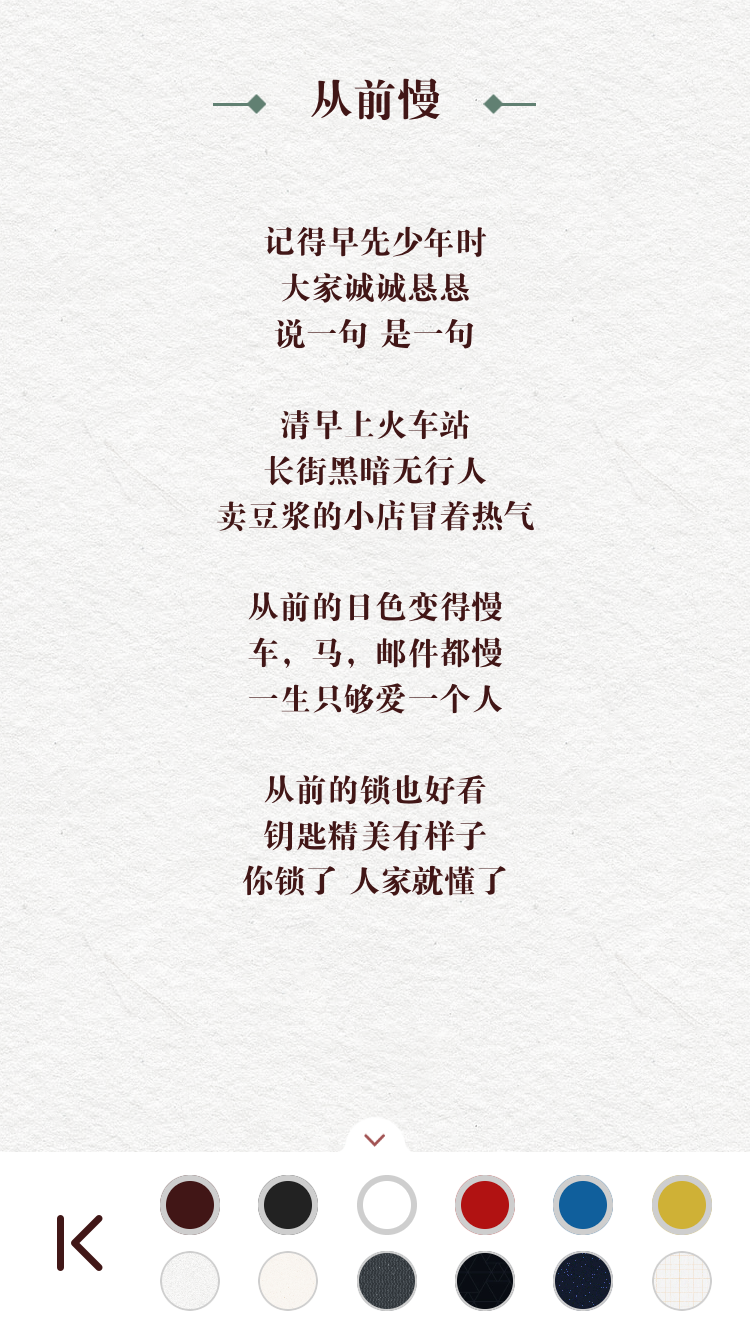 从前慢
记得早先少年时
大家诚诚恳恳
说一句 是一句
清早上火车站
长街黑暗无行人
卖豆浆的小店冒着热气
从前的日色变得慢
车，马，邮件都慢
一生只够爱一个人
从前的锁也好看
钥匙精美有样子
你锁了 人家就懂了